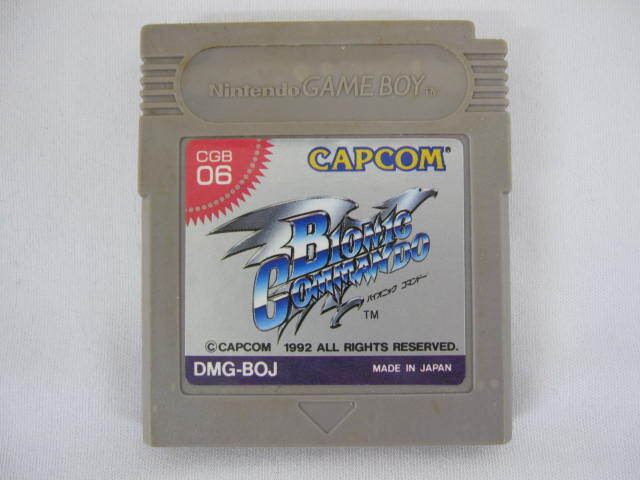 Nintendo GAME BOY TM
CGB
06
CAPCOM®
BIONIC
COMMANDO
バイオニック コマンドー
TM
©CAPCOM 1992 ALL RIGHTS RESERVED.
DMG-BOJ
MADE IN JAPAN